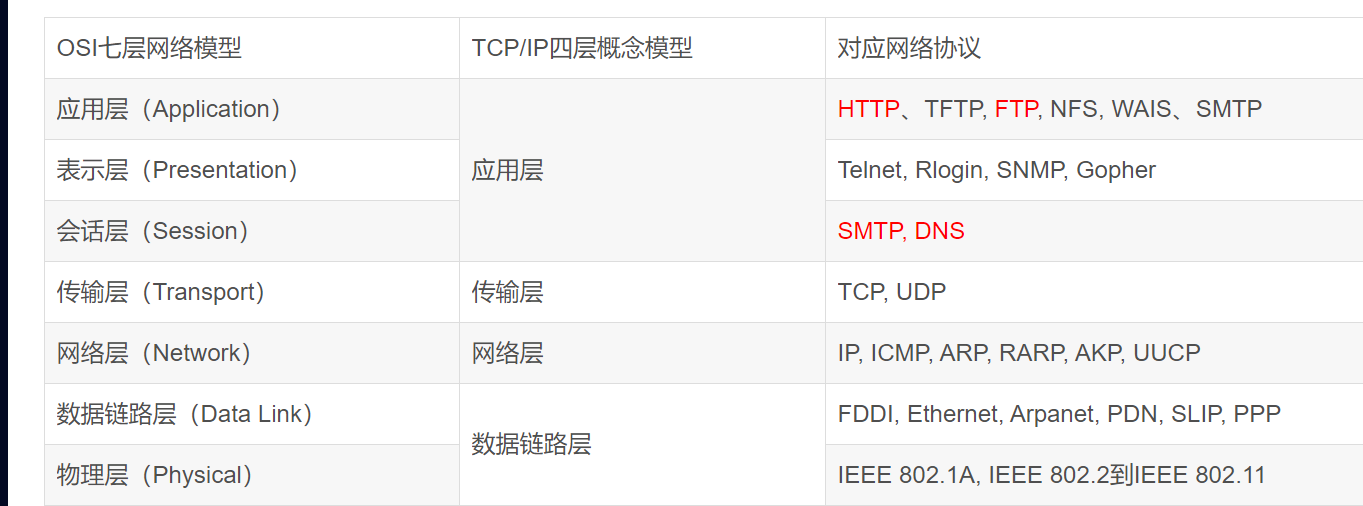 OSI七层网络模型 TCP/IP四层概念模型 对应网络协议
应用层（Application） HTTP、TFTP, FTP, NFS, WAIS、SMTP
表示层（Presentation） 应用层 Telnet, Rlogin, SNMP, Gopher
会话层（Session） SMTP, DNS
传输层（Transport） 传输层 TCP, UDP
网络层（Network） 网络层 IP, ICMP, ARP, RARP, AKP, UUCP
数据链路层（Data Link） FDDI, Ethernet, Arpanet, PDN, SLIP, PPP
数据链路层
物理层（Physical） IEEE 802.1A, IEEE 802.2到IEEE 802.11